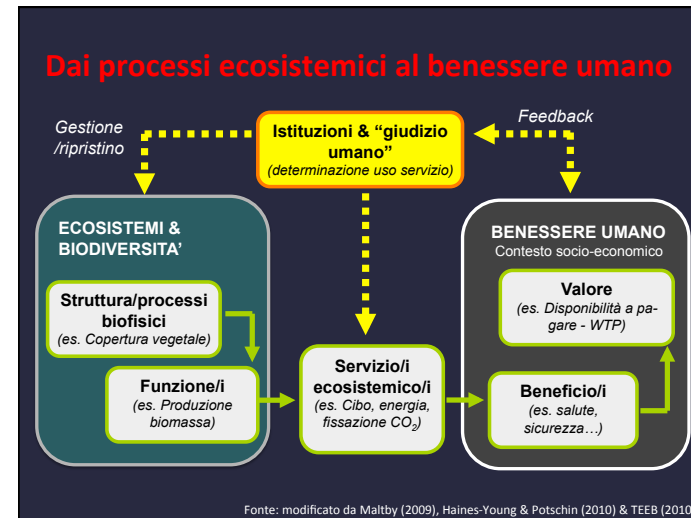 Dai processi ecosistemici al benessere umano
Gestione
/ripristino
Istituzioni & “giudizio
umano”
(determinazione uso servizio)
Feedback
ECOSISTEMI &
BIODIVERSITA’
Struttura/processi
biofisici
(es. Copertura vegetale)
Funzione/i
(es. Produzione
biomassa)
Servizio/i
ecosistemico/i
(es. Cibo, energia,
fissazione CO₂)
BENESSERE UMANO
Contesto socio-economico
Valore
(es. Disponibilità a pa-
gare - WTP)
Beneficio/i
(es. salute,
sicurezza…)
Fonte: modificato da Maltby (2009), Haines-Young & Potschin (2010) & TEEB (2010